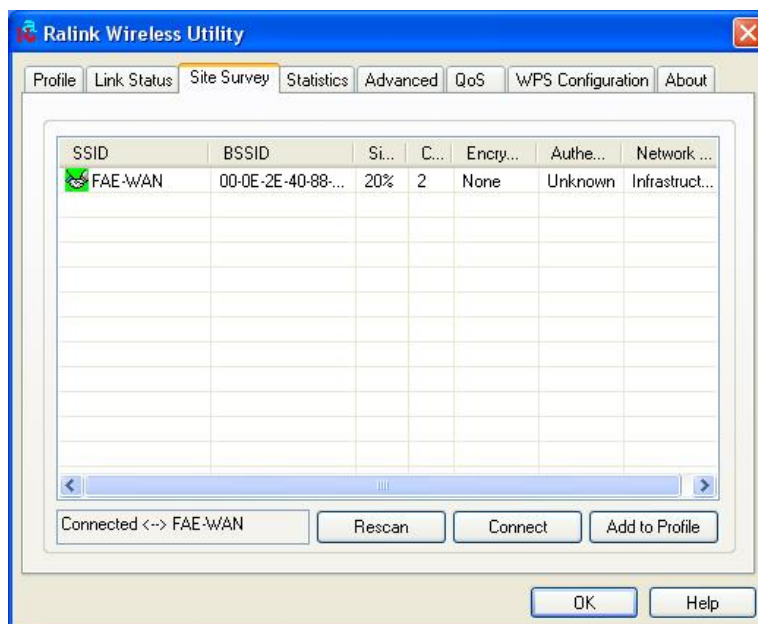 Ralink Wireless Utility
Profile Link Status Site Survey Statistics Advanced QoS WPS Configuration About
SSID BSSID Si... C... Encry... Authe... Network ...
FAE-WAN 00-0E-2E-40-88-... 20% 2 None Unknown Infrastruct...
Connected <--> FAE-WAN Rescan Connect Add to Profile
OK Help